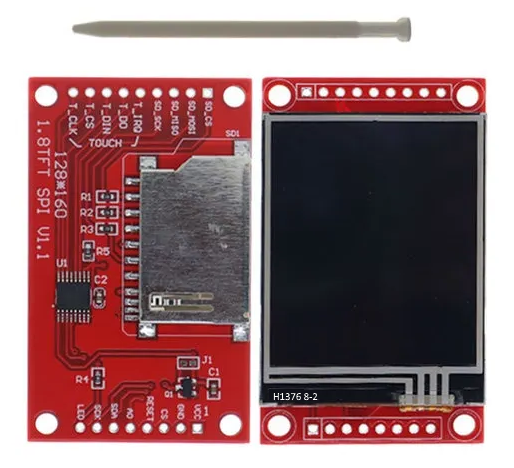 T_CLK
T_CS
T_DIN
T_DO
T_IRQ
SD_SCK
SD_MISO
SD_MOSI
SD_CS
TOUCH
SD1
1.8TFT SPI V1.1
128*160
R1
R2
R3
R5
U1
C2
R4
J1
Q1
C1
LED
SCK
SDA
A0
RESET
CS
GND
VCC
1
H1376 8-2